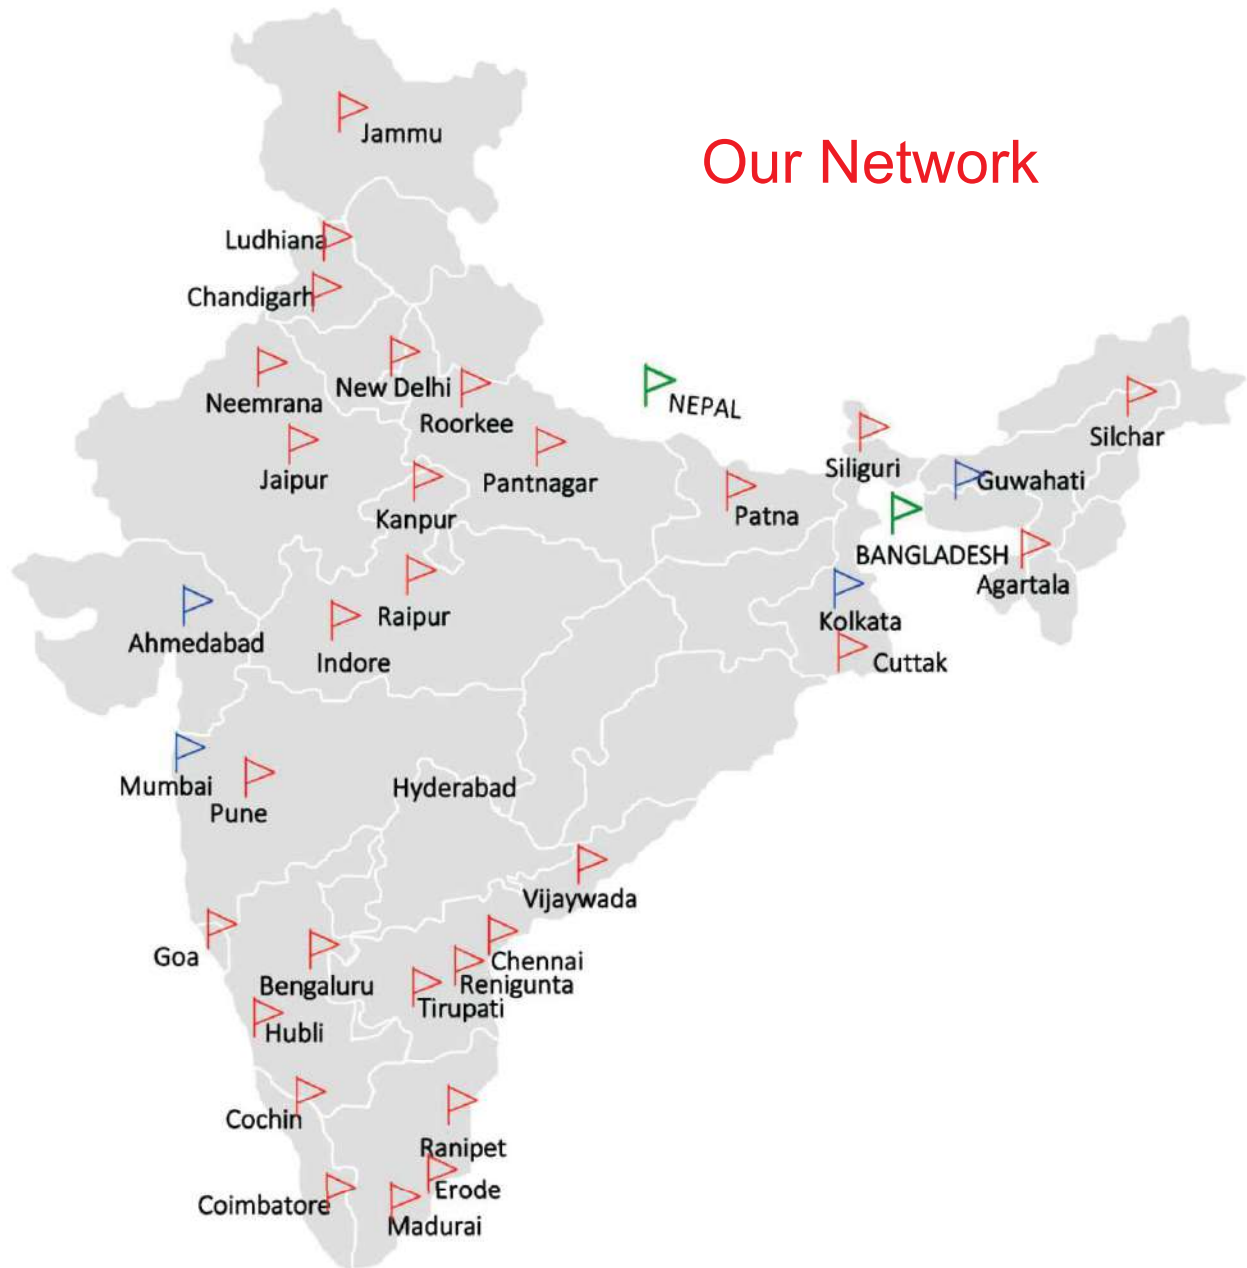 Jammu
Our Network
Ludhiana
Chandigarh
New Delhi
Neemrana
NEPAL
Roorkee
Silchar
Siliguri
Jaipur
Pantnagar
Guwahati
Kanpur
Patna
BANGLADESH
Agartala
Raipur
Kolkata
Ahmedabad
Indore
Cuttak
Mumbai
Hyderabad
Pune
Vijaywada
Goa
Chennai
Bengaluru
Renigunta
Tirupati
Hubli
Cochin
Ranipet
Erode
Coimbatore
Madurai